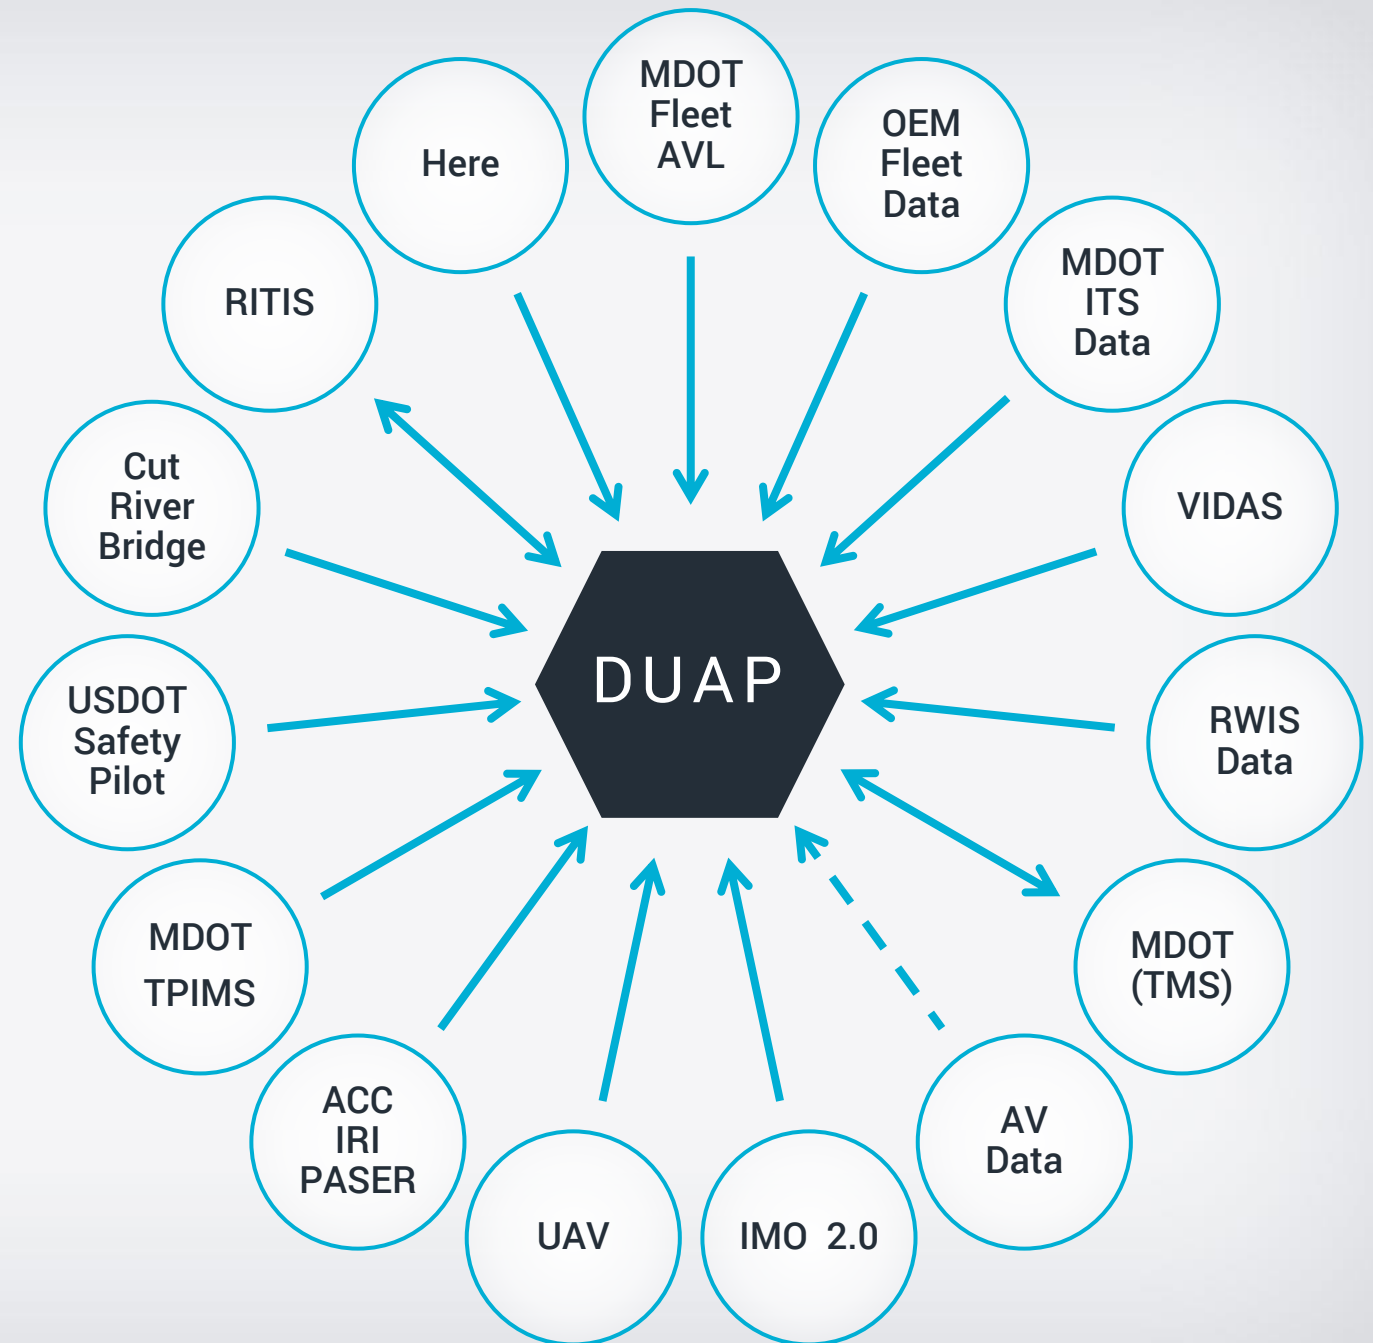 MDOT
Fleet
AVL
OEM
Fleet
Data
MDOT
ITS
Data
VIDAS
RWIS
Data
MDOT
(TMS)
AV
Data
IMO 2.0
UAV
ACC
IRI
PASER
MDOT
TPIMS
USDOT
Safety
Pilot
Cut
River
Bridge
RITIS
Here
DUAP